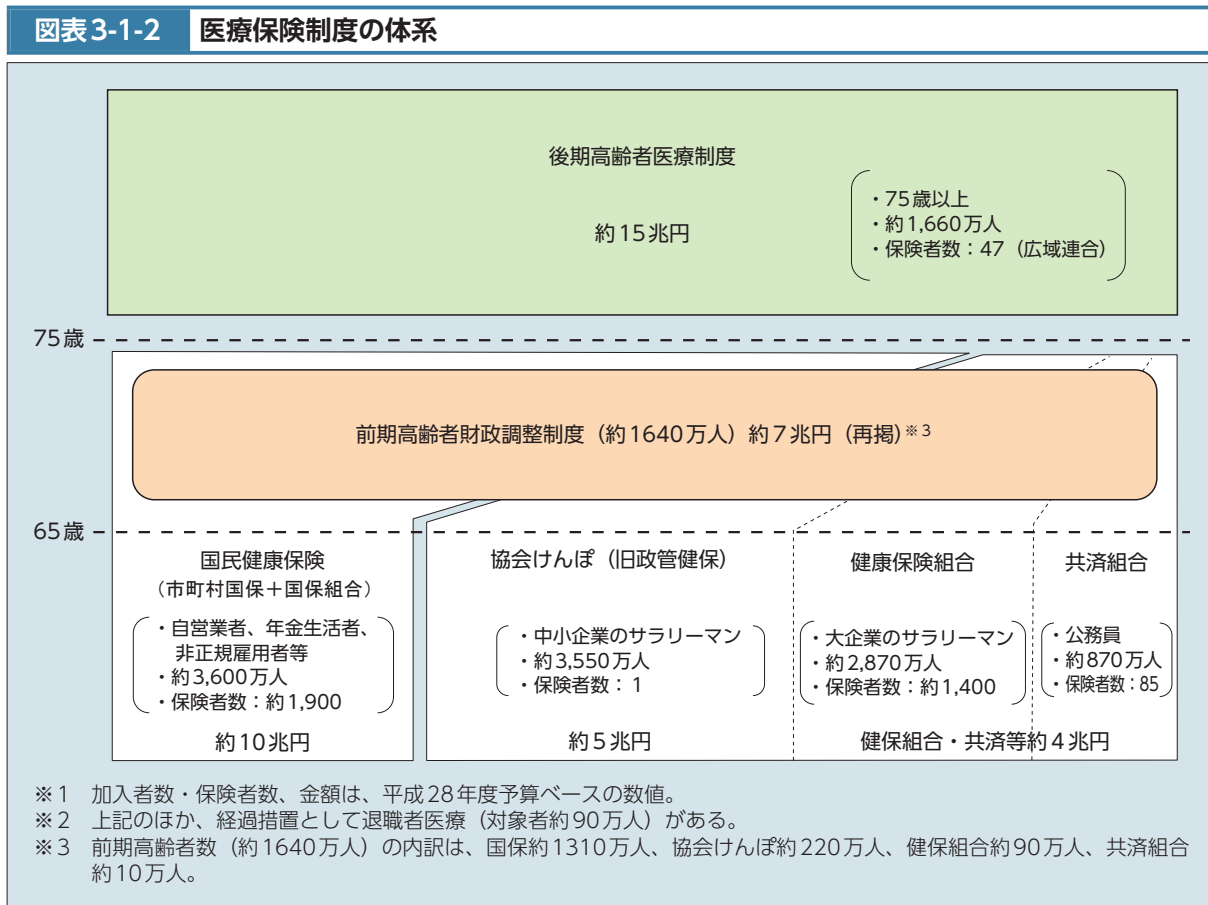 図表3-1-2 医療保険制度の体系
後期高齢者医療制度
約15兆円
・75歳以上
・約1,660万人
・保険者数：47（広域連合）
75歳
前期高齢者財政調整制度（約1640万人）約７兆円（再掲）※3
65歳
国民健康保険
（市町村国保＋国保組合）
・自営業者、年金生活者、
非正規雇用者等
・約3,600万人
・保険者数：約1,900
約10兆円
協会けんぽ（旧政管健保）
・中小企業のサラリーマン
・約3,550万人
・保険者数：１
約５兆円
健康保険組合
・大企業のサラリーマン
・約2,870万人
・保険者数：約1,400
共済組合
・公務員
・約870万人
・保険者数：85
健保組合・共済等約４兆円
※１ 加入者数・保険者数、金額は、平成28年度予算ベースの数値。
※２ 上記のほか、経過措置として退職者医療（対象者約90万人）がある。
※３ 前期高齢者数（約1640万人）の内訳は、国保約1310万人、協会けんぽ約220万人、健保組合約90万人、共済組合
約10万人。